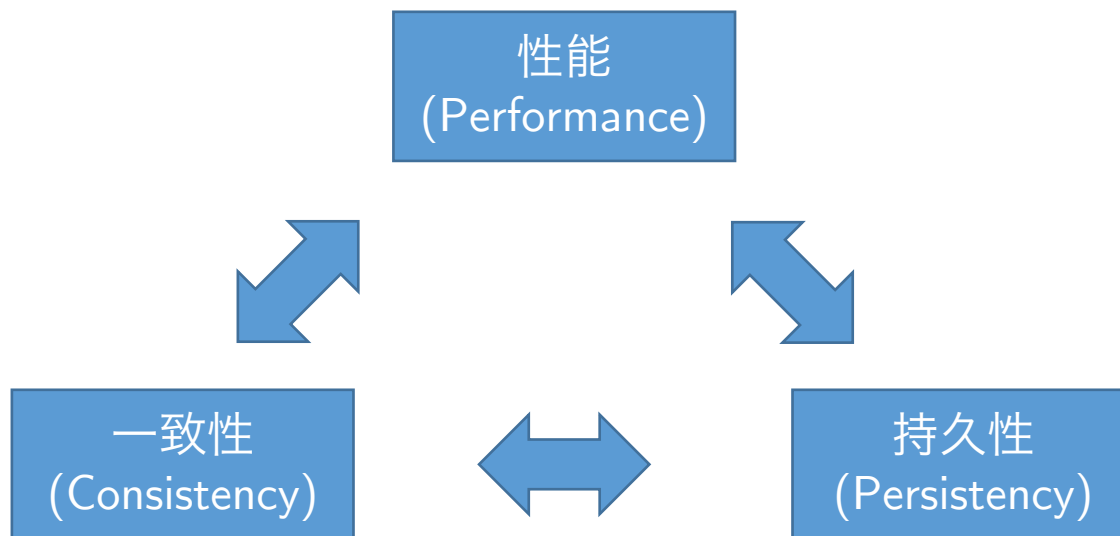 性能
(Performance)
一致性
(Consistency)
持久性
(Persistency)